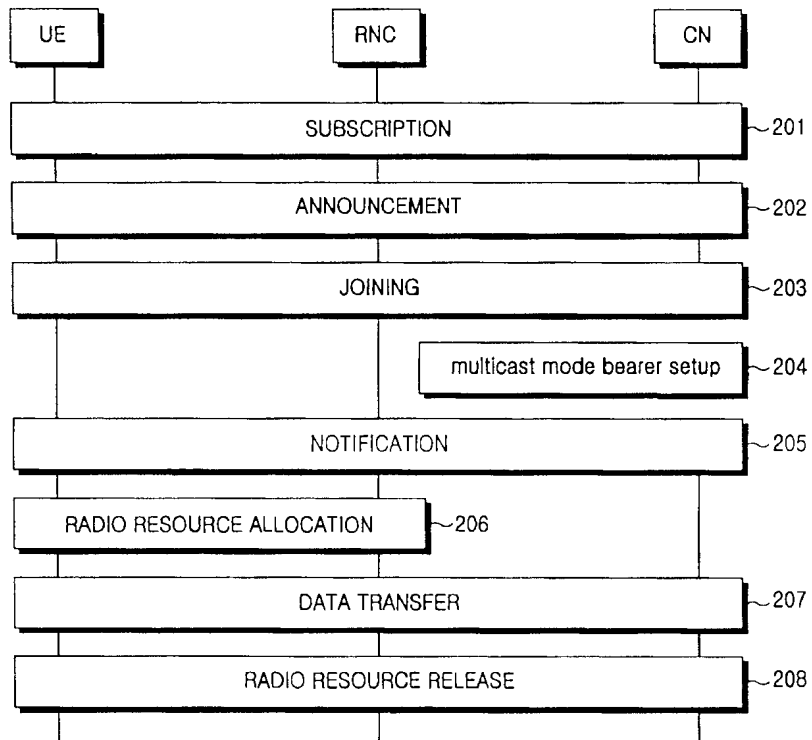 UE RNC CN
SUBSCRIPTION 201
ANNOUNCEMENT 202
JOINING 203
multicast mode bearer setup 204
NOTIFICATION 205
RADIO RESOURCE ALLOCATION 206
DATA TRANSFER 207
RADIO RESOURCE RELEASE 208